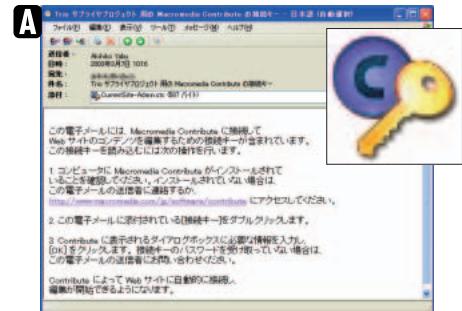 A
Trio サプライプロジェクト 用の Macromedia Contribute の接続キー - 日本語 (自動選択)
ファイル(F) 編集(E) 表示(V) ツール(T) メッセージ(M) ヘルプ(H)
送信者:
日時:
宛先:
件名: Trio サプライプロジェクト 用の Macromedia Contribute の接続キー
添付:
この電子メールには、Macromedia Contribute に接続して
Web サイトのコンテンツを編集するための接続キーが含まれています。
この接続キーを読み込むには次の操作を行います。
1. コンピュータに Macromedia Contribute がインストールされて
いることを確認してください。インストールされていない場合は、
この電子メールの送信者に連絡するか、
http://www.macromedia.com/jp/software/contribute にアクセスしてください。
2. この電子メールに添付されている[接続キー]をダブルクリックします。
3. Contribute に表示されるダイアログボックスに必要な情報を入力し、
[OK] をクリックします。接続キーのパスワードを受け取っていない場合は、
この電子メールの送信者にお問い合わせください。
Contribute によって Web サイトに自動的に接続し、
編集が開始できるようになります。
C